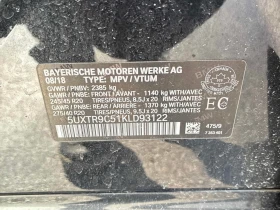 BAYERISCHE MOTOREN WERKE AG
08/18 TYPE: MPV / VTUM
GVWR / PNBV: 2385 kg
GAWR / PNBE: FRONT / AVANT - 1140 kg WITH / AVEC
245/45 R20 TIRES/PNEUS, 8,5J x 20 RIMS / JANTES
GAWR / PNBE: REAR / ARRIERE - 1370 kg WITH / AVEC
275/40 R20 TIRES/PNEUS, 9,5J x 20 RIMS / JANTES
5UXTR9C51KLD93122
EC
475/9